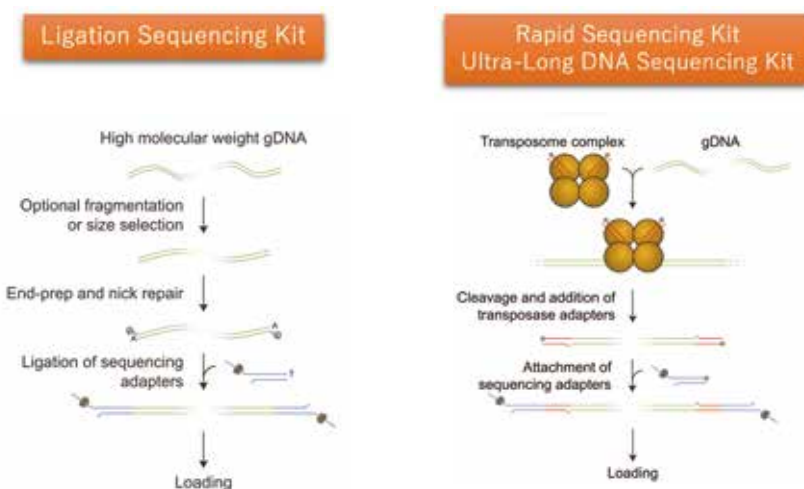 Ligation Sequencing Kit
Rapid Sequencing Kit
Ultra-Long DNA Sequencing Kit
High molecular weight gDNA
Optional fragmentation
or size selection
End-prep and nick repair
Ligation of sequencing
adapters
Loading
Transposome complex
gDNA
Cleavage and addition of
transposase adapters
Attachment of
sequencing adapters
Loading